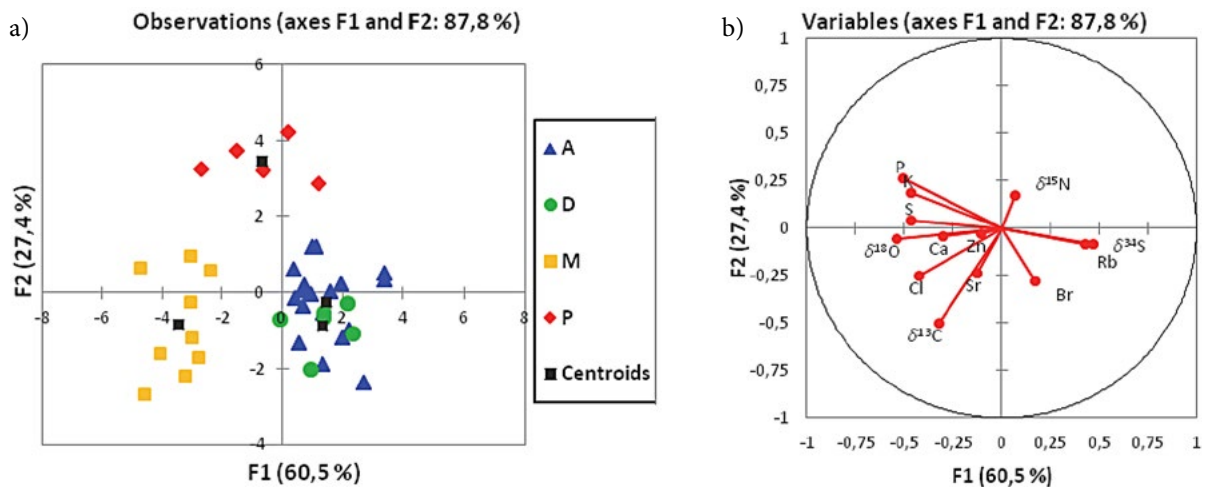 a)
Observations (axes F1 and F2: 87,8 %)
6
4
2
0
-2
-4
-8 -6 -4 -2 0 2 4 6 8
F2 (27,4 %)
F1 (60,5 %)
A
D
M
P
Centroids
b)
Variables (axes F1 and F2: 87,8 %)
1
0,75
0,5
0,25
0
-0,25
-0,5
-0,75
-1
-1 -0,75 -0,5 -0,25 0 0,25 0,5 0,75 1
F2 (27,4 %)
F1 (60,5 %)
P
K
S
δ¹⁸O
Ca
Zn
Cl
Sr
δ¹³C
δ¹⁵N
δ³⁴S
Rb
Br